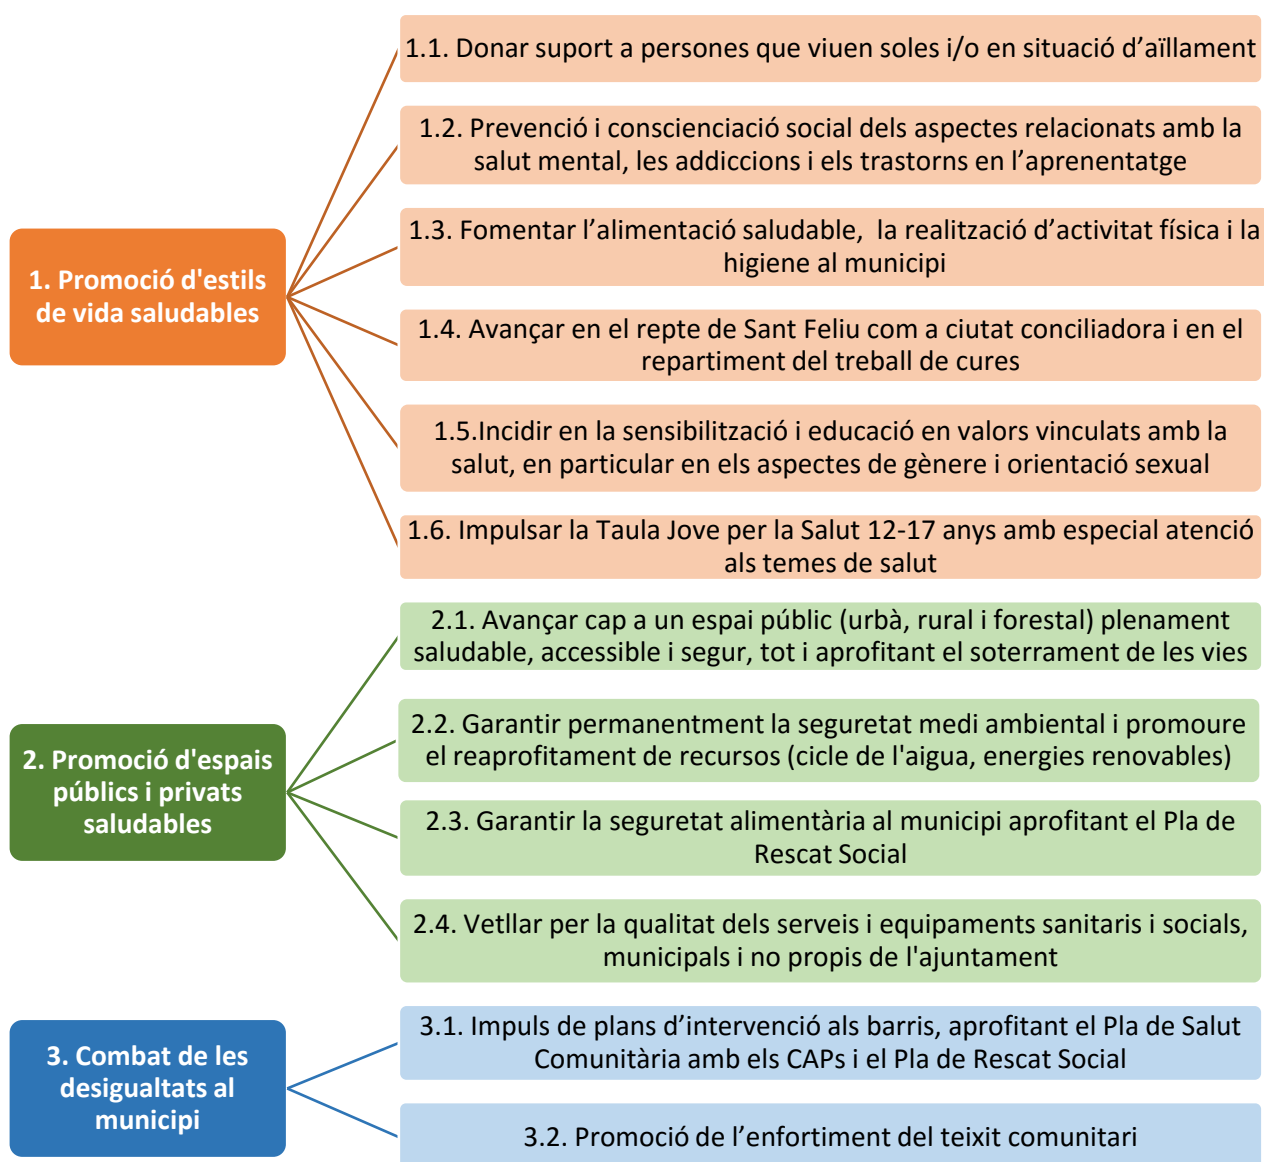 1. Promoció d'estils
de vida saludables
1.1. Donar suport a persones que viuen soles i/o en situació d’aïllament
1.2. Prevenció i conscienciació social dels aspectes relacionats amb la
salut mental, les addiccions i els trastorns en l’aprenentatge
1.3. Fomentar l’alimentació saludable,  la realització d’activitat física i la
higiene al municipi
1.4. Avançar en el repte de Sant Feliu com a ciutat conciliadora i en el
repartiment del treball de cures
1.5.Incidir en la sensibilització i educació en valors vinculats amb la
salut, en particular en els aspectes de gènere i orientació sexual
1.6. Impulsar la Taula Jove per la Salut 12-17 anys amb especial atenció
als temes de salut
2. Promoció d'espais
públics i privats
saludables
2.1. Avançar cap a un espai públic (urbà, rural i forestal) plenament
saludable, accessible i segur, tot i aprofitant el soterrament de les vies
2.2. Garantir permanentment la seguretat medi ambiental i promoure
el reaprofitament de recursos (cicle de l'aigua, energies renovables)
2.3. Garantir la seguretat alimentària al municipi aprofitant el Pla de
Rescat Social
2.4. Vetllar per la qualitat dels serveis i equipaments sanitaris i socials,
municipals i no propis de l'ajuntament
3. Combat de les
desigualtats al
municipi
3.1. Impuls de plans d’intervenció als barris, aprofitant el Pla de Salut
Comunitària amb els CAPs i el Pla de Rescat Social
3.2. Promoció de l’enfortiment del teixit comunitari